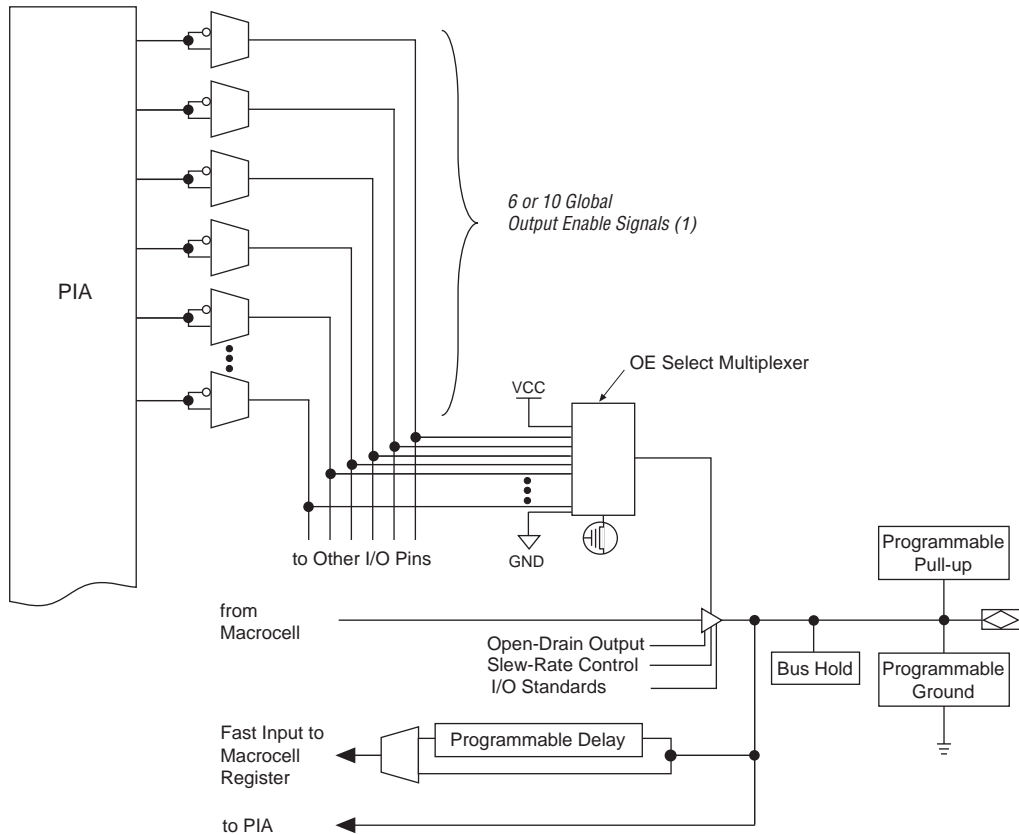 6 or 10 Global
Output Enable Signals (1)
PIA
OE Select Multiplexer
VCC
GND
to Other I/O Pins
Programmable
Pull-up
from
Macrocell
Open-Drain Output
Slew-Rate Control
I/O Standards
Bus Hold
Programmable
Ground
Fast Input to
Macrocell
Register
Programmable Delay
to PIA